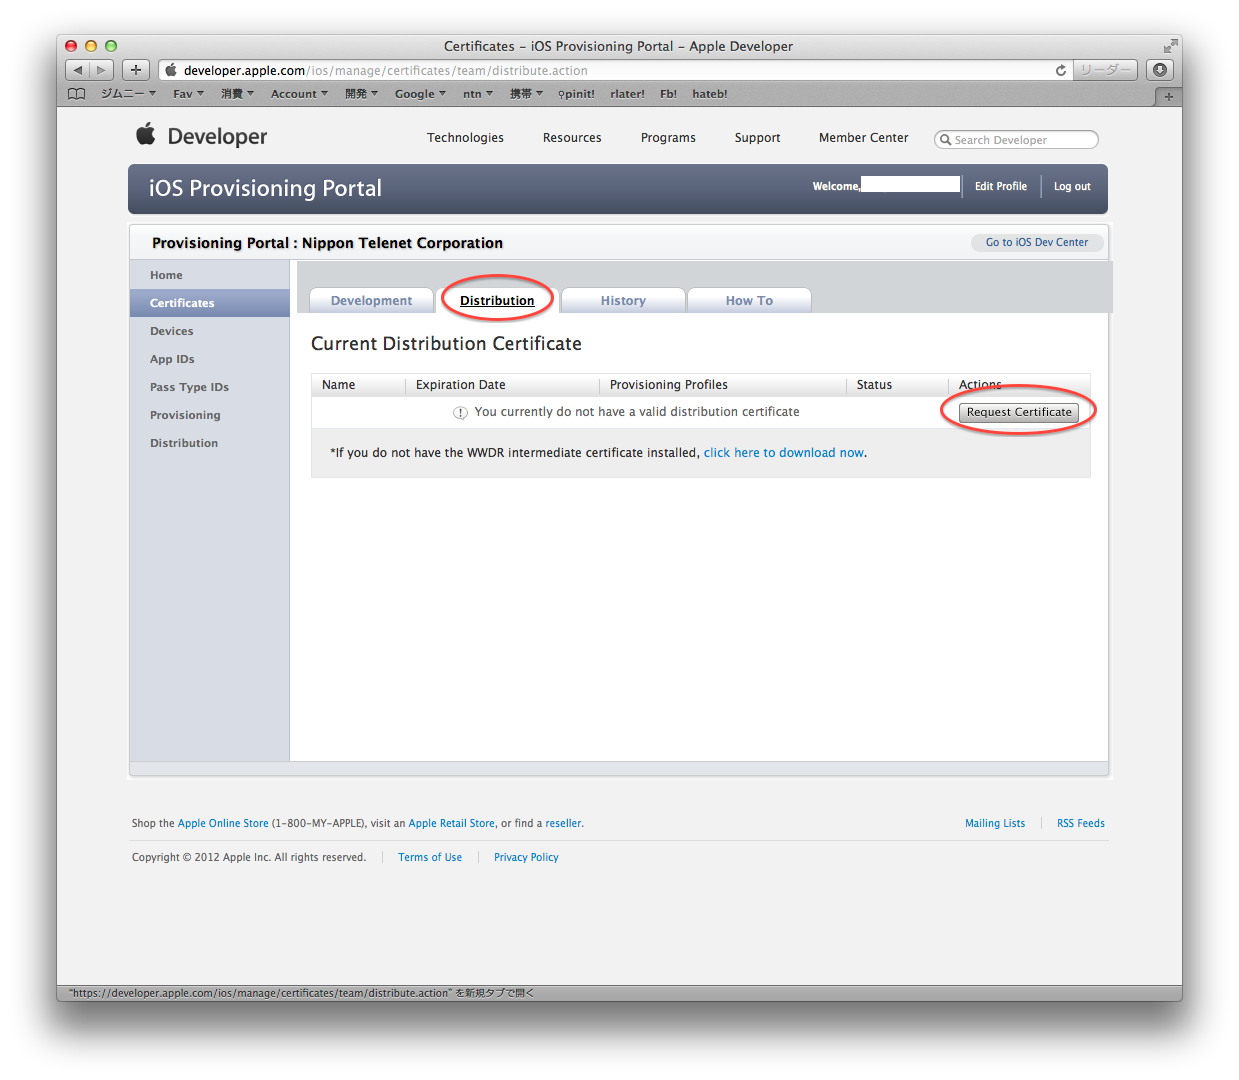 Certificates – iOS Provisioning Portal – Apple Developer
developer.apple.com/ios/manage/certificates/team/distribute.action リーダー
ジムニー Fav 消費 Account 開発 Google ntn 携帯 pinit! rlater! Fb! hateb!
Developer Technologies Resources Programs Support Member Center Search Developer
iOS Provisioning Portal Welcome, Edit Profile Log out
Provisioning Portal : Nippon Telenet Corporation Go to iOS Dev Center
Home
Certificates
Devices
App IDs
Pass Type IDs
Provisioning
Distribution
Development Distribution History How To
Current Distribution Certificate
Name Expiration Date Provisioning Profiles Status Actions
You currently do not have a valid distribution certificate Request Certificate
*If you do not have the WWDR intermediate certificate installed, click here to download now.
Shop the Apple Online Store (1-800-MY-APPLE), visit an Apple Retail Store, or find a reseller. Mailing Lists RSS Feeds
Copyright © 2012 Apple Inc. All rights reserved. Terms of Use Privacy Policy
"https://developer.apple.com/ios/manage/certificates/team/distribute.action" を新規タブで開く